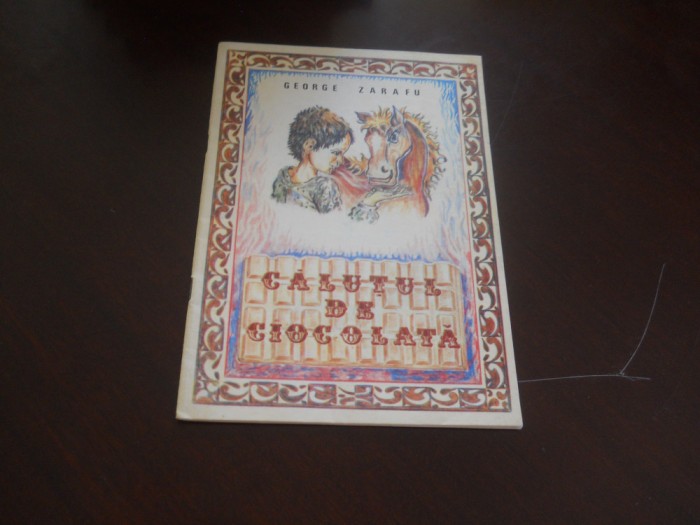 GEORGE ZARAFU
CĂLUȚUL
DE
CIOCOLATĂ